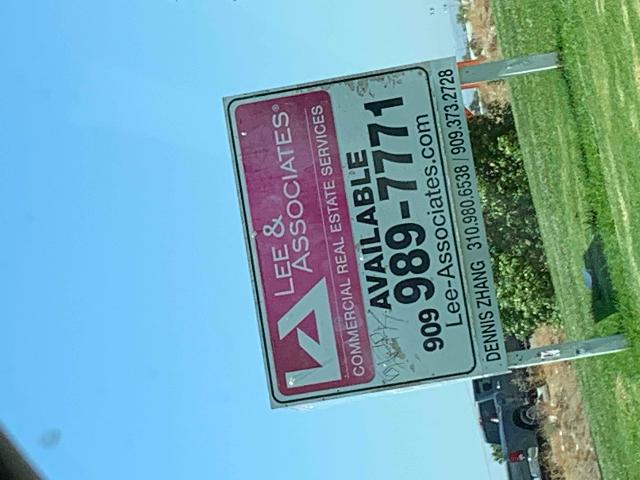 LEE &
ASSOCIATES®
COMMERCIAL REAL ESTATE SERVICES
AVAILABLE
909 989-7771
Lee-Associates.com
DENNIS ZHANG 310.980.6538 / 909.373.2728